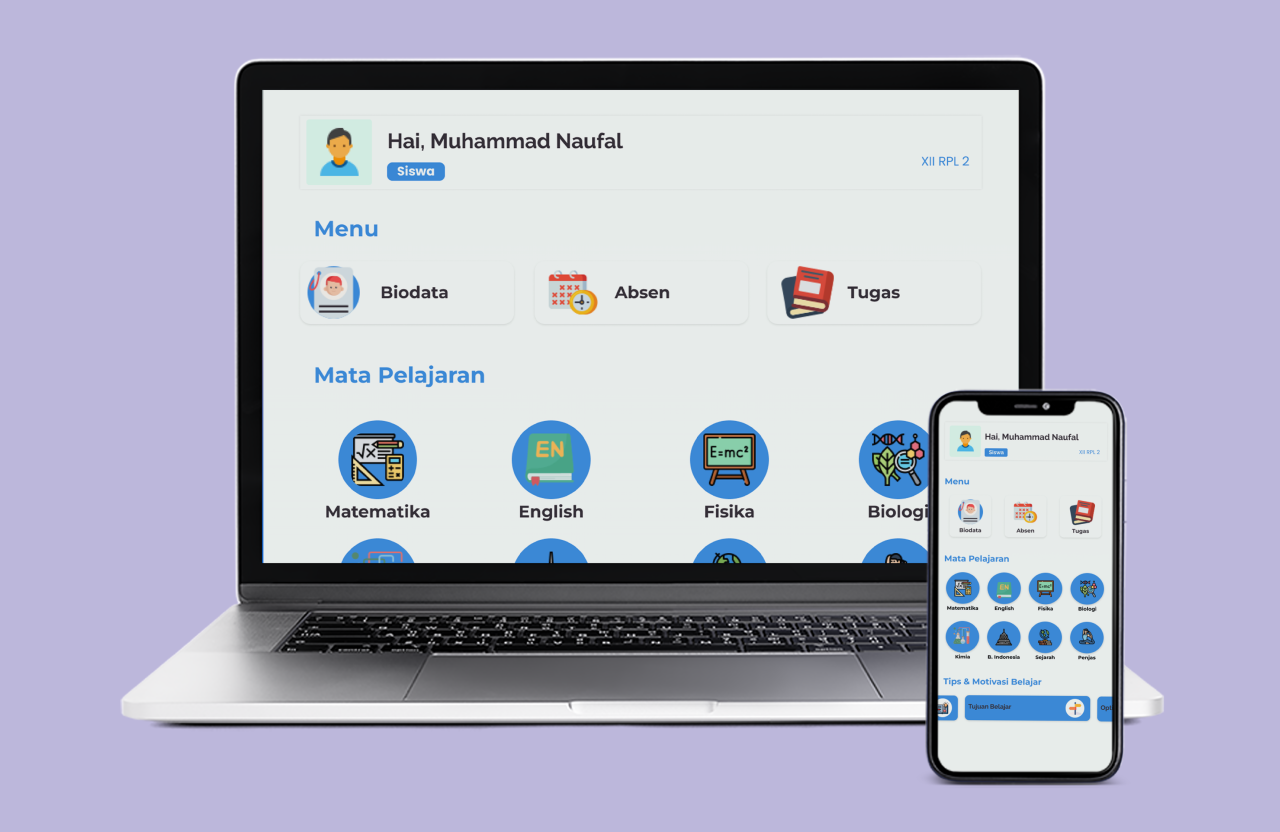 Hai, Muhammad Naufal
Siswa
XII RPL 2
Menu
Biodata
Absen
Tugas
Mata Pelajaran
√x
EN
E=mc²
Matematika
English
Fisika
Biologi
Hai, Muhammad Naufal
Siswa
XII RPL 2
Menu
Biodata
Absen
Tugas
Mata Pelajaran
EN
E=mc²
Matematika
English
Fisika
Biologi
Kimia
B. Indonesia
Sejarah
Penjas
Tips & Motivasi Belajar
Tujuan Belajar